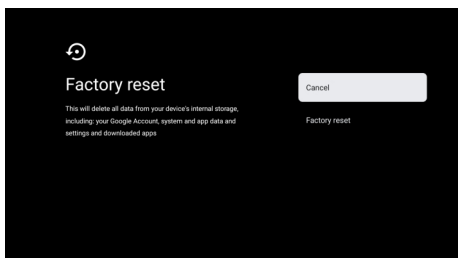 Factory reset
This will delete all data from your device's internal storage,
including: your Google Account, system and app data and
settings and downloaded apps
Cancel
Factory reset